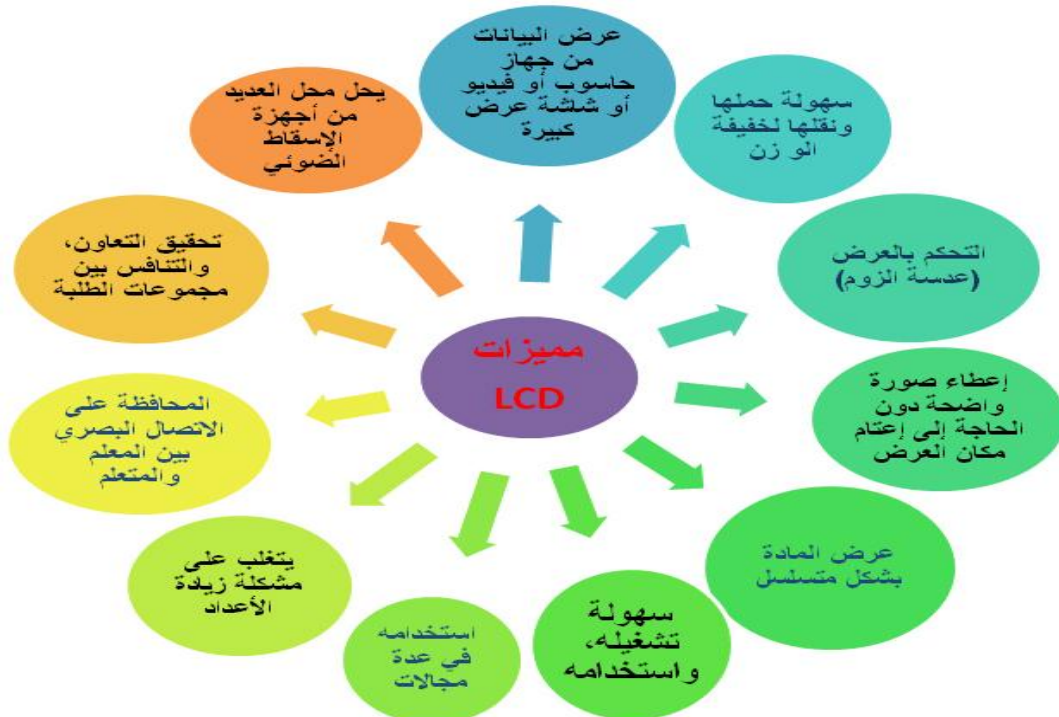 مميزات
LCD
عرض البيانات
من جهاز
حاسوب أو فيديو
أو شاشة عرض
كبيرة
سهولة حملها
ونقلها لخفيفة
الو زن
التحكم بالعرض
(عدسة الزوم)
إعطاء صورة
واضحة دون
الحاجة إلى إعتام
مكان العرض
عرض المادة
بشكل متسلسل
سهولة
تشغيله،
واستخدامه
استخدامه
في عدة
مجالات
يتغلب على
مشكلة زيادة
الأعداد
المحافظة على
الاتصال البصري
بين المعلم
والمتعلم
تحقيق التعاون،
والتنافس بين
مجموعات الطلبة
يحل محل العديد
من أجهزة
الإسقاط
الضوئي